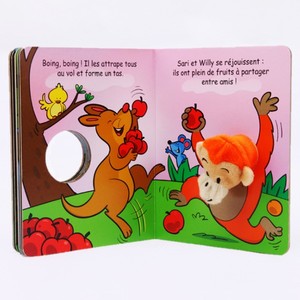 Boing, boing ! Il les attrape tous
au vol et forme un tas.
Sari et Willy se réjouissent :
ils ont plein de fruits à partager
entre amis !